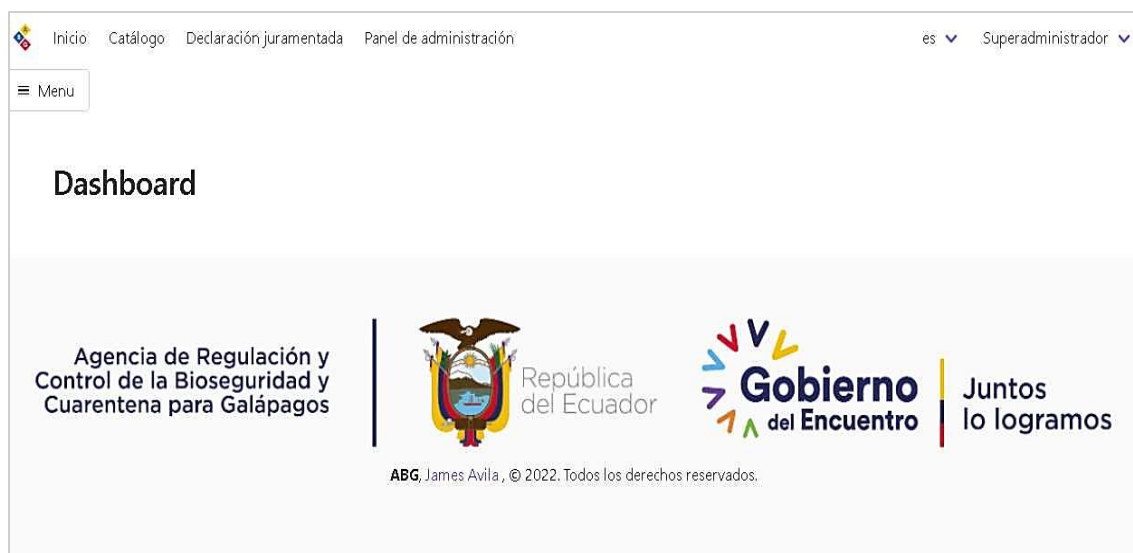 Inicio Catálogo Declaración juramentada Panel de administración es Superadministrador
≡ Menu
Dashboard
Agencia de Regulación y
Control de la Bioseguridad y
Cuarentena para Galápagos
República
del Ecuador
Gobierno
del Encuentro
Juntos
lo logramos
ABG, James Avila , © 2022. Todos los derechos reservados.